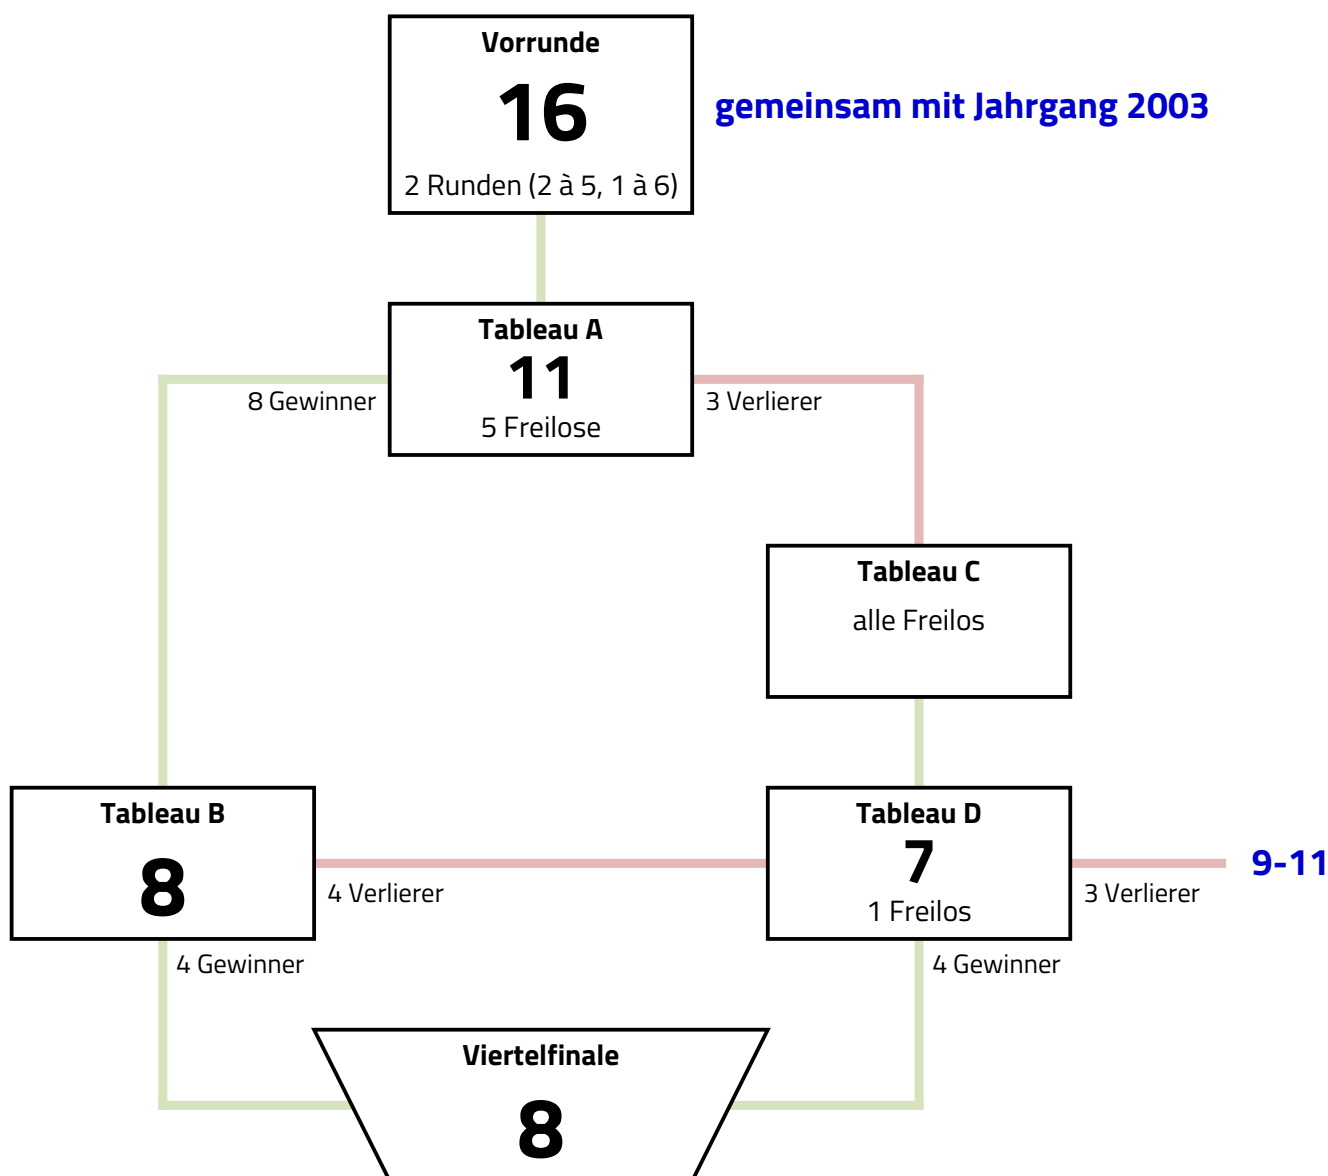 Vorrunde
16
2 Runden (2 à 5, 1 à 6)
gemeinsam mit Jahrgang 2003
Tableau A
11
5 Freilose
8 Gewinner
3 Verlierer
Tableau C
alle Freilos
Tableau B
8
4 Verlierer
Tableau D
7
1 Freilos
3 Verlierer
9-11
4 Gewinner
4 Gewinner
Viertelfinale
8